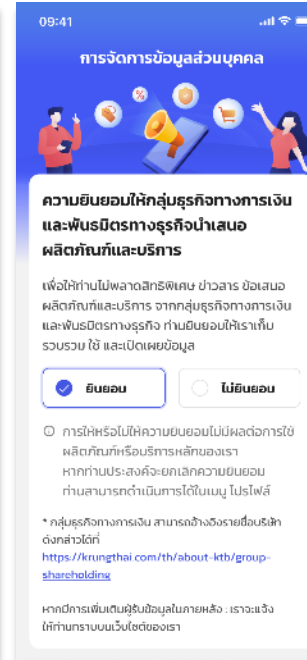 09:41
การจัดการข้อมูลส่วนบุคคล
ความยินยอมให้กลุ่มธุรกิจทางการเงิน
และพันธมิตรทางธุรกิจนำเสนอ
ผลิตภัณฑ์และบริการ
เพื่อให้ท่านไม่พลาดสิทธิพิเศษ ข่าวสาร ข้อเสนอ
ผลิตภัณฑ์และบริการ จากกลุ่มธุรกิจทางการเงิน
และพันธมิตรทางธุรกิจ ท่านยินยอมให้เราเก็บ
รวบรวม ใช้ และเปิดเผยข้อมูล
ยินยอม
ไม่ยินยอม
การให้หรือไม่ให้ความยินยอมไม่มีผลต่อการใช้
ผลิตภัณฑ์หรือบริการหลักของเรา
หากท่านประสงค์จะยกเลิกความยินยอม
ท่านสามารถดำเนินการได้ในเมนู โปรไฟล์
* กลุ่มธุรกิจทางการเงิน สามารถอ้างอิงรายชื่อบริษัท
ดังกล่าวได้ที่
https://krungthai.com/th/about-ktb/group-
shareholding
หากมีการเพิ่มเติมผู้รับข้อมูลในภายหลัง : เราจะแจ้ง
ให้ท่านทราบบนเว็บไซต์ของเรา